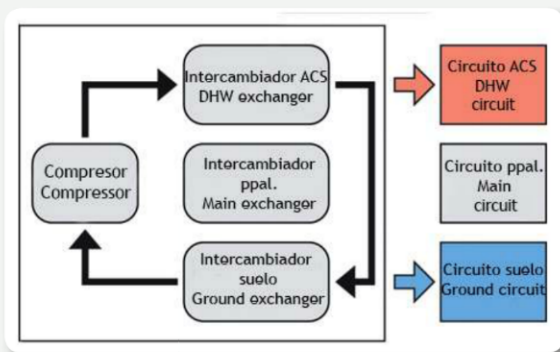 Intercambiador ACS
DHW exchanger
Circuito ACS
DHW
circuit
Compresor
Compressor
Intercambiador
ppal.
Main exchanger
Circuito ppal.
Main
circuit
Intercambiador
suelo
Ground exchanger
Circuito suelo
Ground circuit